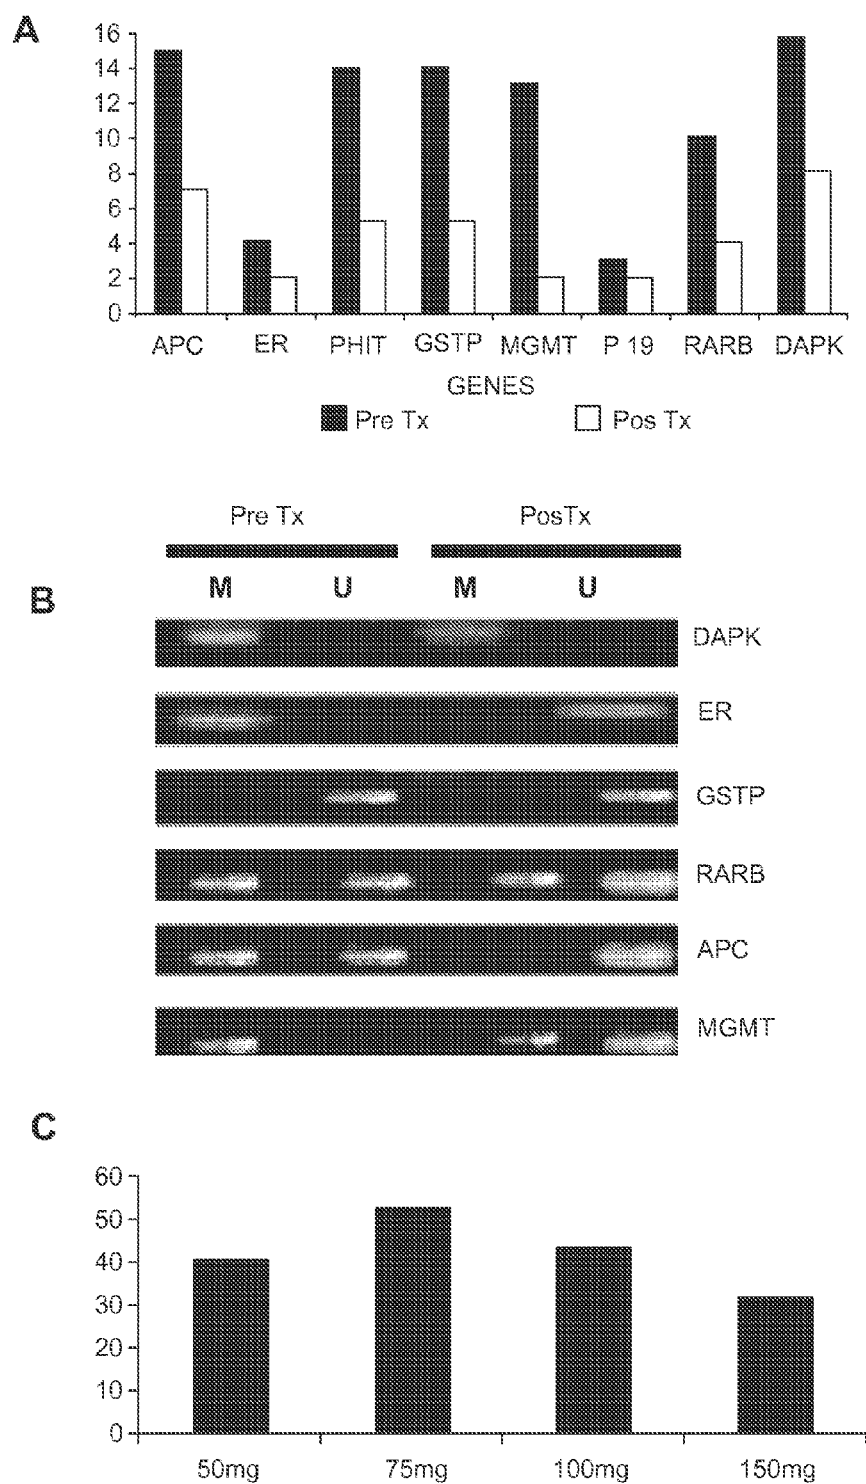 A
16
14
12
10
8
6
4
2
0
APC ER PHIT GSTP MGMT P 19 RARB DAPK
GENES
Pre Tx Pos Tx
Pre Tx PosTx
M U M U
B
DAPK
ER
GSTP
RARB
APC
MGMT
C
60
50
40
30
20
10
0
50mg 75mg 100mg 150mg